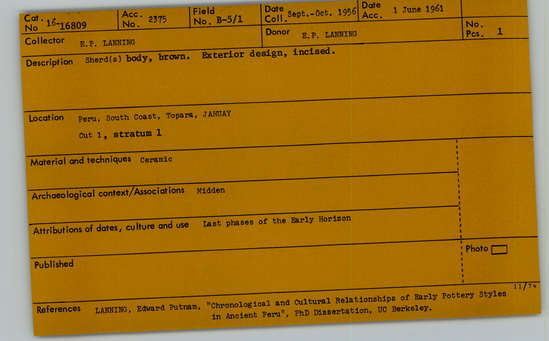 Cat. No 16-16809 Acc. No. 2375 Field No. B-5/1 Date Coll. Sept.-Oct. 1956 Date Acc. 1 June 1961
Collector E.P. LANNING Donor E.P. LANNING No. Pcs. 1
Description Sherd(s) body, brown. Exterior design, incised.
Location Peru, South Coast, Topara, JAHUAY
Cut 1, stratum 1
Material and techniques Ceramic
Archaeological context/Associations Midden
Attributions of dates, culture and use Last phases of the Early Horizon
Published Photo
11/74
References LANNING, Edward Putnam, "Chronological and Cultural Relationships of Early Pottery Styles
in Ancient Peru", PhD Dissertation, UC Berkeley.